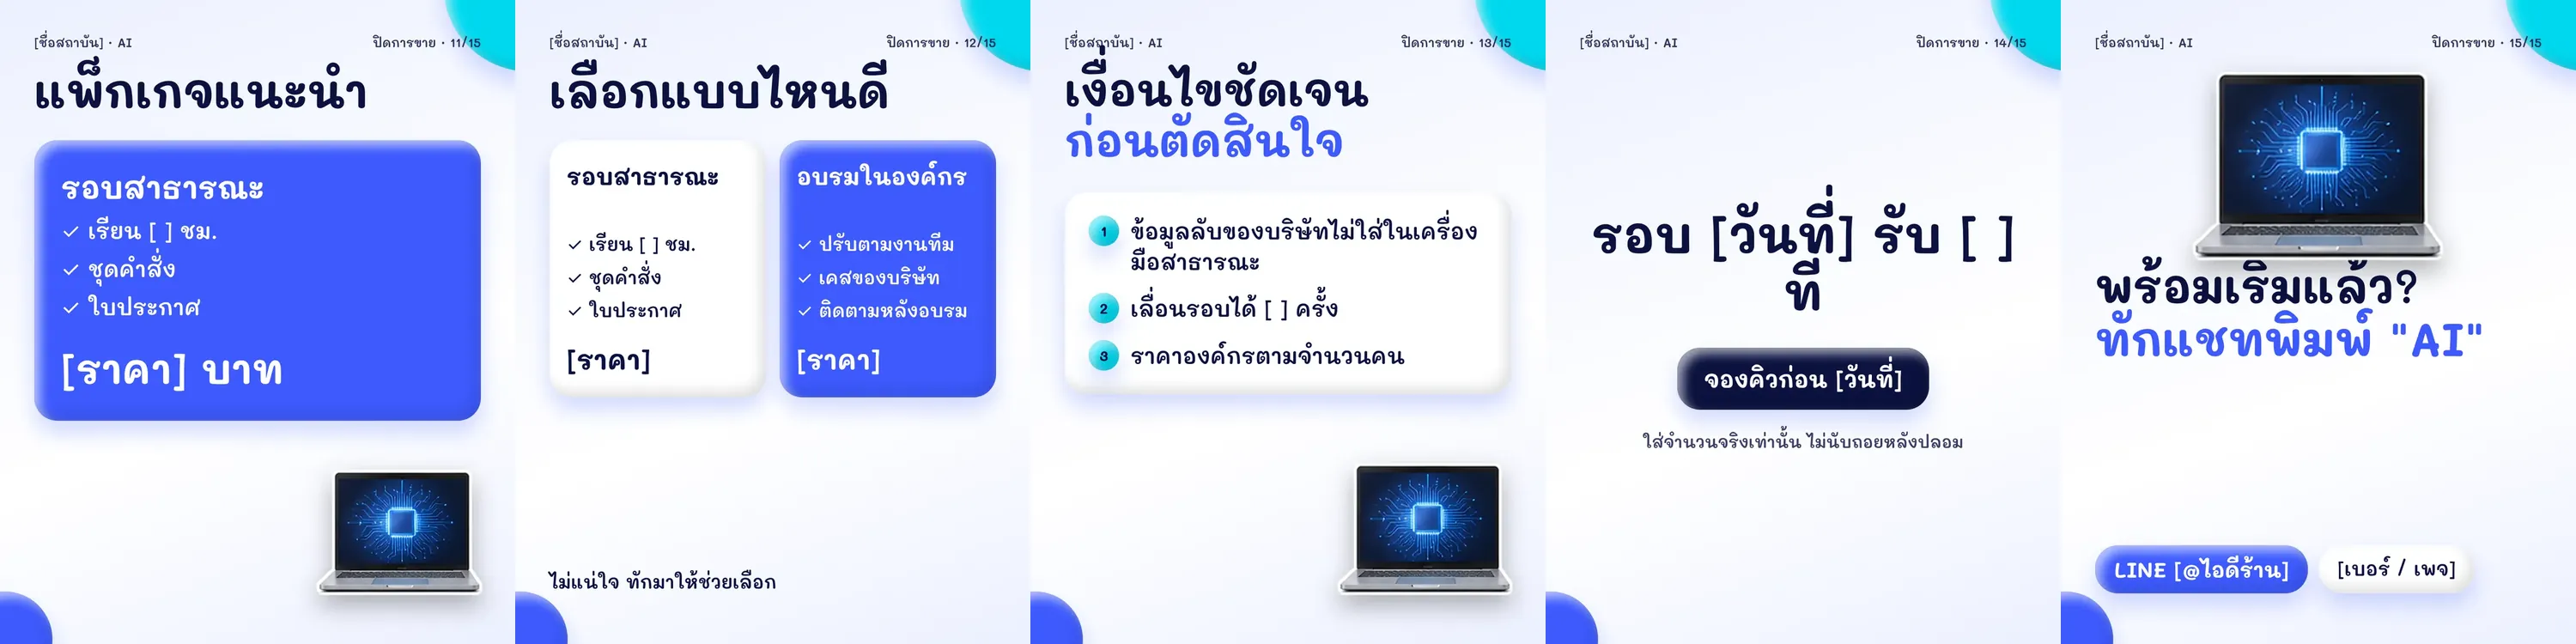 [ชื่อสถาบัน] · AI
ปิดการขาย · 11/15
แพ็กเกจแนะนำ
รอบสาธารณะ
✓ เรียน [ ] ชม.
✓ ชุดคำสั่ง
✓ ใบประกาศ
[ราคา] บาท
[ชื่อสถาบัน] · AI
ปิดการขาย · 12/15
เลือกแบบไหนดี
รอบสาธารณะ
✓ เรียน [ ] ชม.
✓ ชุดคำสั่ง
✓ ใบประกาศ
[ราคา]
อบรมในองค์กร
✓ ปรับตามงานทีม
✓ เคสของบริษัท
✓ ติดตามหลังอบรม
[ราคา]
ไม่แน่ใจ ทักมาให้ช่วยเลือก
[ชื่อสถาบัน] · AI
ปิดการขาย · 13/15
เงื่อนไขชัดเจน
ก่อนตัดสินใจ
1 ข้อมูลลับของบริษัทไม่ใส่ในเครื่อง
มือสาธารณะ
2 เลื่อนรอบได้ [ ] ครั้ง
3 ราคาองค์กรตามจำนวนคน
[ชื่อสถาบัน] · AI
ปิดการขาย · 14/15
รอบ [วันที่] รับ [ ]
ที่
จองคิวก่อน [วันที่]
ใส่จำนวนจริงเท่านั้น ไม่นับถอยหลังปลอม
[ชื่อสถาบัน] · AI
ปิดการขาย · 15/15
พร้อมเริ่มแล้ว?
ทักแชทพิมพ์ "AI"
LINE [@ไอดีร้าน]
[เบอร์ / เพจ]